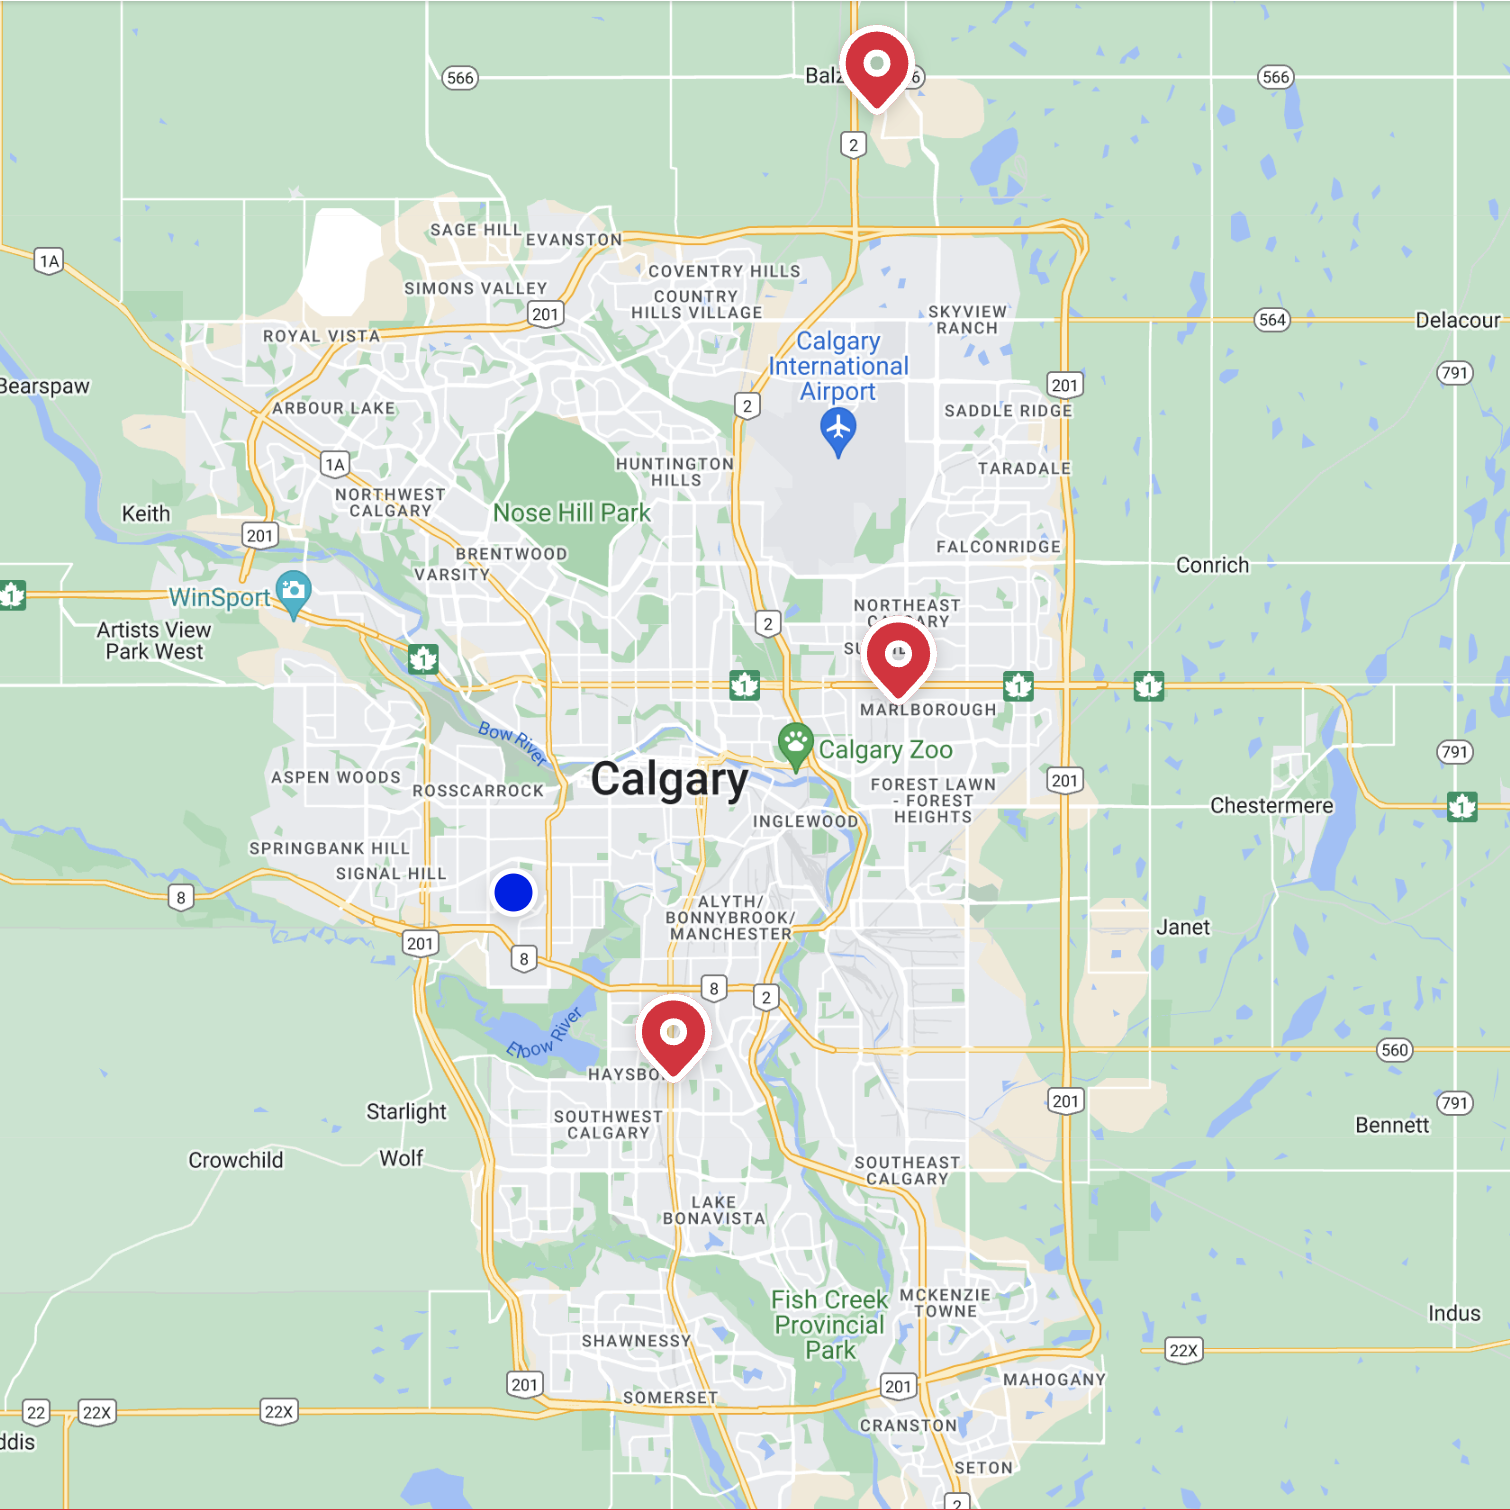 566
Balz
6
566
2
SAGE HILL
EVANSTON
1A
COVENTRY HILLS
SIMONS VALLEY
COUNTRY
HILLS VILLAGE
201
SKYVIEW
RANCH
564
Delacour
ROYAL VISTA
Calgary
International
Airport
791
Bearspaw
201
2
ARBOUR LAKE
SADDLE RIDGE
1A
HUNTINGTON
HILLS
TARADALE
NORTHWEST
CALGARY
Keith
Nose Hill Park
201
BRENTWOOD
FALCONRIDGE
VARSITY
Conrich
1
WinSport
NORTHEAST
2
Artists View
Park West
1
1
1
1
MARLBOROUGH
Bow River
Calgary Zoo
791
Calgary
ASPEN WOODS
ROSSCARROCK
201
FOREST LAWN
- FOREST
HEIGHTS
Chestermere
1
INGLEWOOD
SPRINGBANK HILL
SIGNAL HILL
8
ALYTH/
BONNYBROOK/
MANCHESTER
Janet
201
8
8
2
Elbow River
560
HAYSBO
201
791
Starlight
SOUTHWEST
CALGARY
Bennett
Crowchild
Wolf
SOUTHEAST
CALGARY
LAKE
BONAVISTA
Fish Creek
Provincial
Park
MCKENZIE
TOWNE
Indus
SHAWNESSY
22X
201
201
MAHOGANY
SOMERSET
22
22X
22X
CRANSTON
ddis
SETON
2